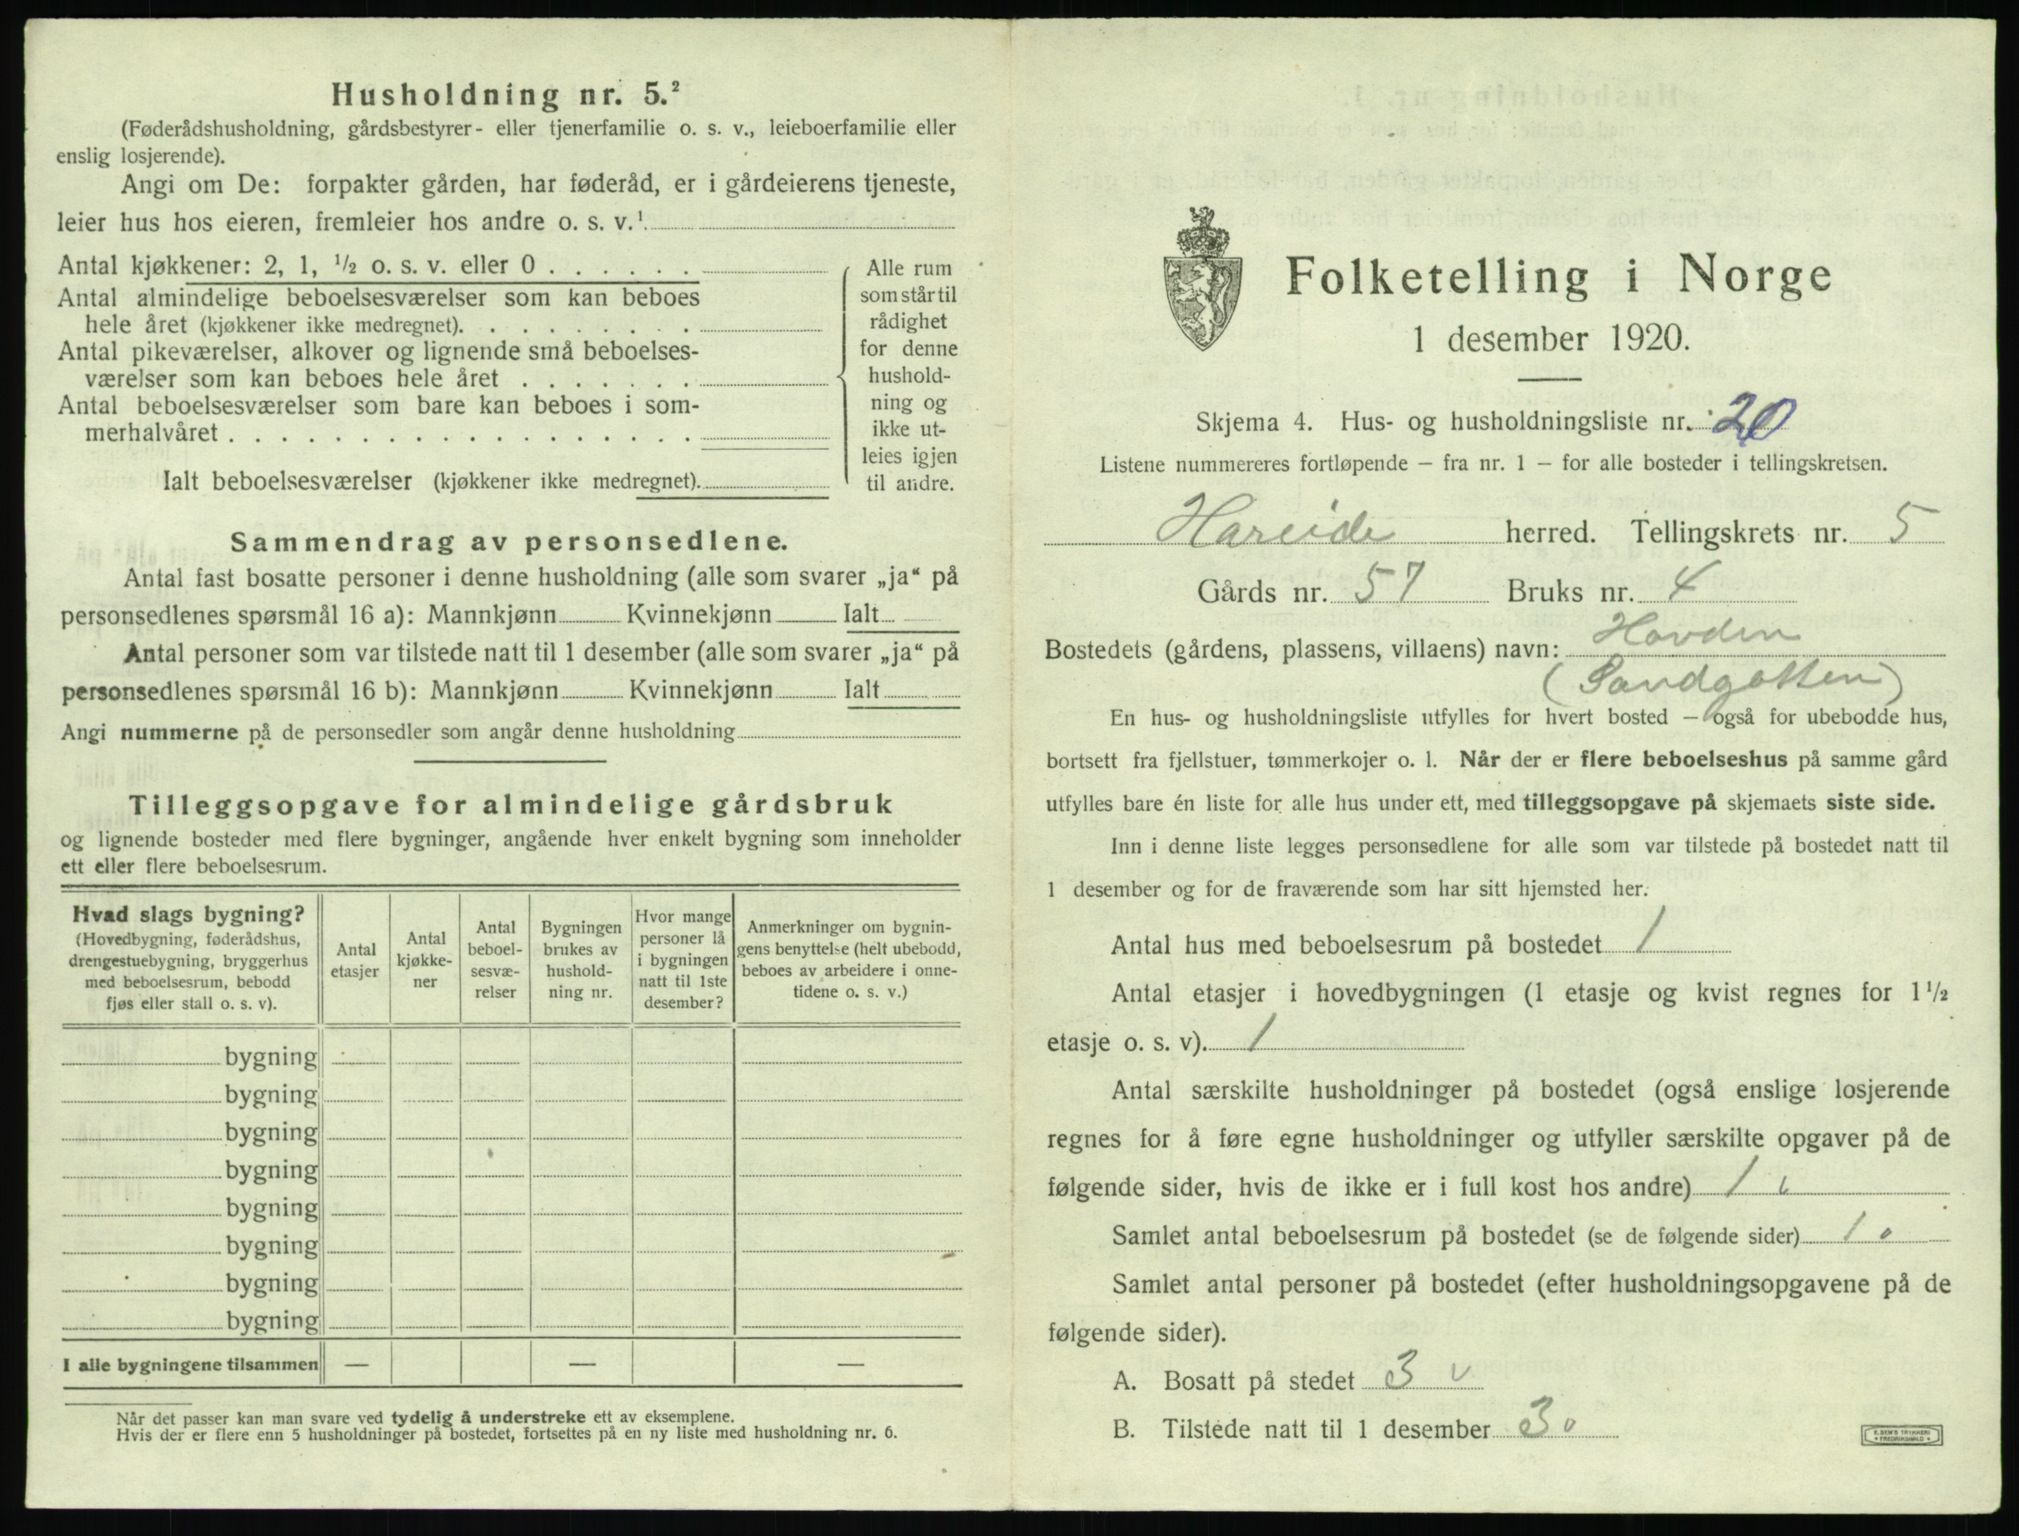 Husholdning nr. 5.²
(Føderådshusholdning, gårdsbestyrer- eller tjenerfamilie o. s. v., leieboerfamilie eller
enslig losjerende).
Angi om De: forpakter gården, har føderåd, er i gårdeierens tjeneste,
leier hus hos eieren, fremleier hos andre o. s. v.¹
Antal kjøkkener: 2, 1, ½ o. s. v. eller 0 . . . . . .
Antal almindelige beboelsesværelser som kan beboes
hele året (kjøkkener ikke medregnet). . . . . . . . .
Antal pikeværelser, alkover og lignende små beboelses-
værelser som kan beboes hele året . . . . . . .
Antal beboelsesværelser som bare kan beboes i som-
merhalvåret . . . . . . . . . . . . . . . . . .
Ialt beboelsesværelser (kjøkkener ikke medregnet).
Alle rum
som står til
rådighet
for denne
hushold-
ning og
ikke ut-
leies igjen
til andre.
Sammendrag av personsedlene.
Antal fast bosatte personer i denne husholdning (alle som svarer „ja“ på
personsedlenes spørsmål 16 a): Mannkjønn Kvinnekjønn Ialt
Antal personer som var tilstede natt til 1 desember (alle som svarer „ja“ på
personsedlenes spørsmål 16 b): Mannkjønn Kvinnekjønn Ialt
Angi nummerne på de personsedler som angår denne husholdning
Tilleggsopgave for almindelige gårdsbruk
og lignende bosteder med flere bygninger, angående hver enkelt bygning som inneholder
ett eller flere beboelsesrum.
Hvad slags bygning?
(Hovedbygning, føderådshus,
drengestuebygning, bryggerhus
med beboelsesrum, bebodd
fjøs eller stall o. s. v).
Antal
etasjer
Antal
kjøkke-
ner
Antal
beboel-
sesvæ-
relser
Bygningen
brukes av
hushold-
ning nr.
Hvor mange
personer lå
i bygningen
natt til 1ste
desember?
Anmerkninger om bygnin-
gens benyttelse (helt ubebodd,
beboes av arbeidere i onne-
tidene o. s. v.)
bygning
bygning
bygning
bygning
bygning
bygning
bygning
bygning
I alle bygningene tilsammen — — —
Når det passer kan man svare ved tydelig å understreke ett av eksemplene.
Hvis der er flere enn 5 husholdninger på bostedet, fortsettes på en ny liste med husholdning nr. 6.
Folketelling i Norge
1 desember 1920.
Skjema 4. Hus- og husholdningsliste nr. 20
Listene nummereres fortløpende – fra nr. 1 – for alle bosteder i tellingskretsen.
Hareide herred. Tellingskrets nr. 5
Gårds nr. 57 Bruks nr. 4
Bostedets (gårdens, plassens, villaens) navn: Hovden
(Sandgotten)
En hus- og husholdningsliste utfylles for hvert bosted – også for ubebodde hus,
bortsett fra fjellstuer, tømmerkojer o. l. Når der er flere beboelseshus på samme gård
utfylles bare én liste for alle hus under ett, med tilleggsopgave på skjemaets siste side.
Inn i denne liste legges personsedlene for alle som var tilstede på bostedet natt til
1 desember og for de fraværende som har sitt hjemsted her.
Antal hus med beboelsesrum på bostedet 1
Antal etasjer i hovedbygningen (1 etasje og kvist regnes for 1½
etasje o. s. v). 1
Antal særskilte husholdninger på bostedet (også enslige losjerende
regnes for å føre egne husholdninger og utfyller særskilte opgaver på de
følgende sider, hvis de ikke er i full kost hos andre) 1
Samlet antal beboelsesrum på bostedet (se de følgende sider) 1
Samlet antal personer på bostedet (efter husholdningsopgavene på de
følgende sider).
A. Bosatt på stedet 3
B. Tilstede natt til 1 desember 3